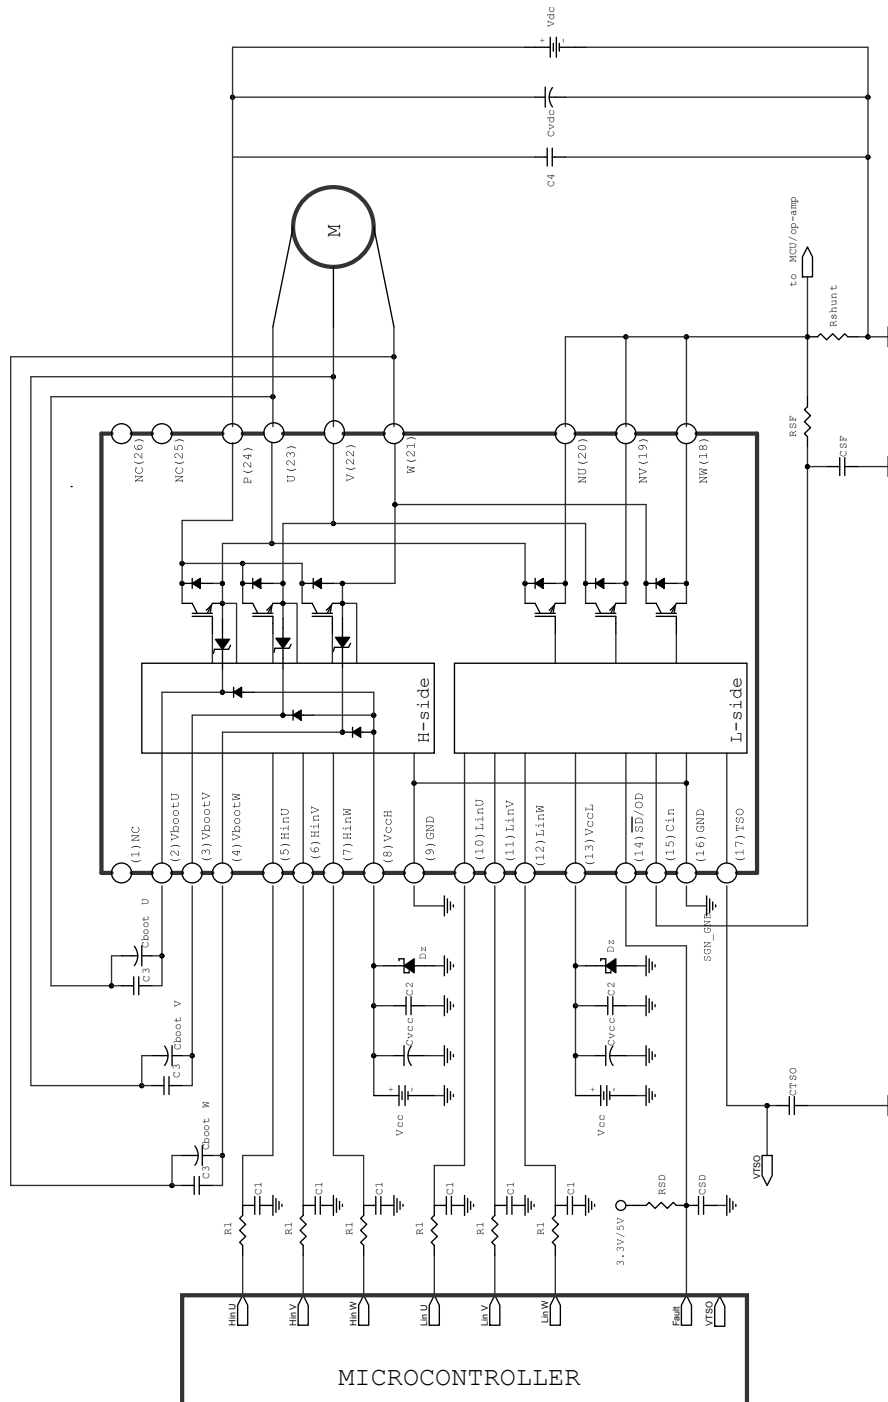 Vdc
Cvdc
C4
M
to MCU/op-amp
Rshunt
RSF
CSF
NC(26)
NC(25)
P(24)
U(23)
V(22)
W(21)
NU(20)
NV(19)
NW(18)
H-side
L-side
(1)NC
(2)VbootU
(3)VbootV
(4)VbootW
(5)HinU
(6)HinV
(7)HinW
(8)VccH
(9)GND
(10)LinU
(11)LinV
(12)LinW
(13)VccL
(14)SD/OD
(15)Cin
(16)GND
(17)TSO
SGN_GND
Cboot U
C3
Cboot V
C3
Cboot W
C3
Dz
C2
Cvcc
Vcc
Dz
C2
Cvcc
Vcc
CTSO
VTSO
R1
C1
R1
C1
R1
C1
R1
C1
R1
C1
R1
C1
3.3V/5V
RSD
CSD
Hin U
Hin V
Hin W
Lin U
Lin V
Lin W
Fault
VTSO
MICROCONTROLLER